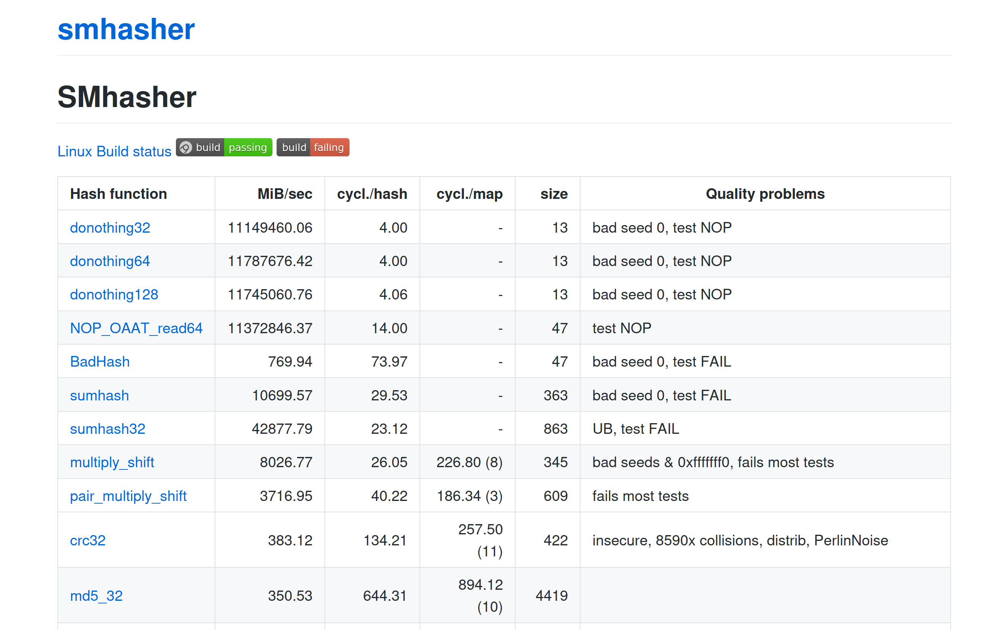 smhasher
SMhasher
Linux Build status build passing build failing
Hash function MiB/sec cycl./hash cycl./map size Quality problems
donothing32 11149460.06 4.00 - 13 bad seed 0, test NOP
donothing64 11787676.42 4.00 - 13 bad seed 0, test NOP
donothing128 11745060.76 4.06 - 13 bad seed 0, test NOP
NOP_OAAT_read64 11372846.37 14.00 - 47 test NOP
BadHash 769.94 73.97 - 47 bad seed 0, test FAIL
sumhash 10699.57 29.53 - 363 bad seed 0, test FAIL
sumhash32 42877.79 23.12 - 863 UB, test FAIL
multiply_shift 8026.77 26.05 226.80 (8) 345 bad seeds & 0xfffffff0, fails most tests
pair_multiply_shift 3716.95 40.22 186.34 (3) 609 fails most tests
crc32 383.12 134.21 257.50 (11) 422 insecure, 8590x collisions, distrib, PerlinNoise
md5_32 350.53 644.31 894.12 (10) 4419